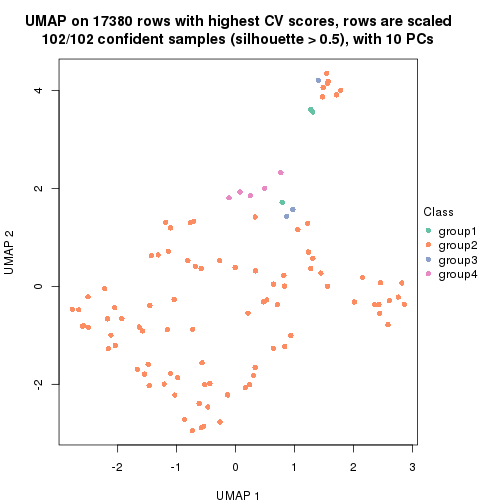 UMAP on 17380 rows with highest CV scores, rows are scaled
102/102 confident samples (silhouette > 0.5), with 10 PCs
4
2
0
-2
UMAP 2
-2
-1
0
1
2
3
UMAP 1
Class
group1
group2
group3
group4